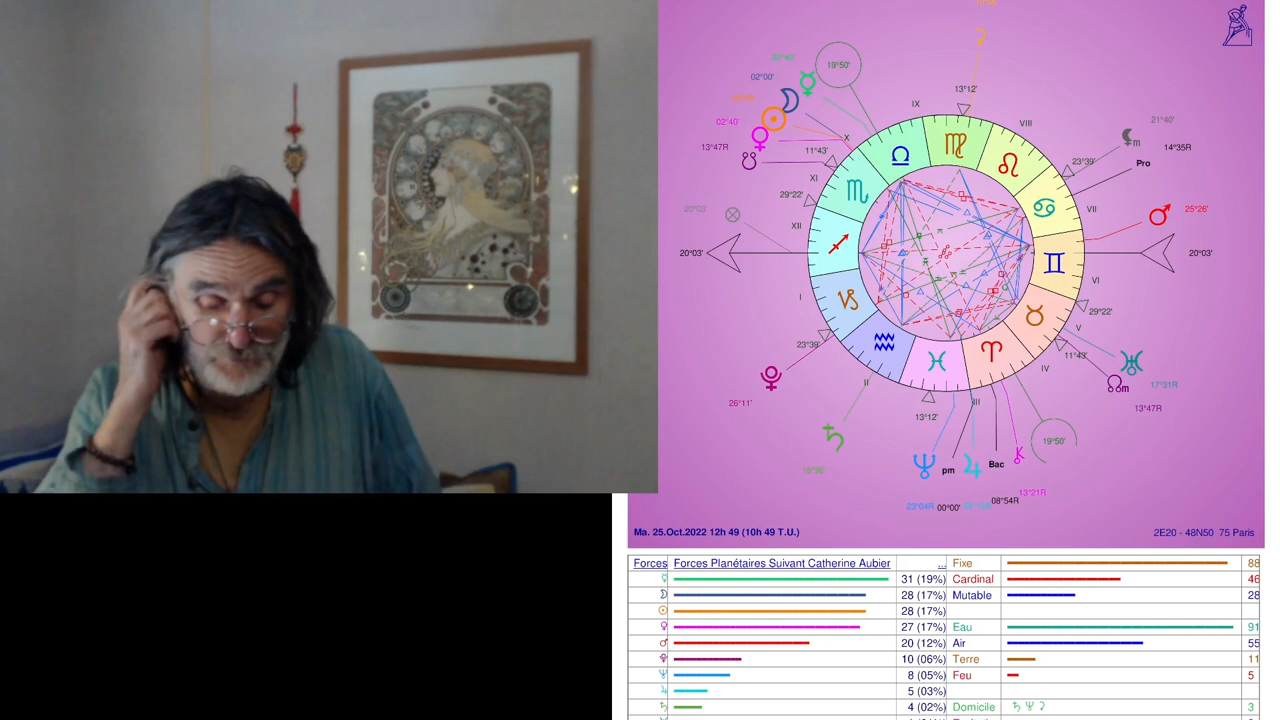 13°12'
IX
VIII
19°50'
02°00'
02°40'
13°47R
11°43'
X
XI
29°22'
XII
20°03'
20°03'
21°40'
m
14°35R
Pro
23°39'
VII
25°26'
20°03'
VI
29°22'
V
11°43'
IV
17°31R
m
13°47R
I
23°39'
26°11'
II
13°12'
III
pm
Bac
19°50'
23°04R 00°00' 08°54R 13°21R
Ma. 25.Oct.2022 12h 49 (10h 49 T.U.)
2E20 - 48N50 75 Paris
Forces Forces Planétaires Suivant Catherine Aubier ... Fixe 88
31 (19%) Cardinal 46
28 (17%) Mutable 28
28 (17%)
27 (17%) Eau 91
20 (12%) Air 55
10 (06%) Terre 11
8 (05%) Feu 5
5 (03%)
4 (02%) Domicile 3